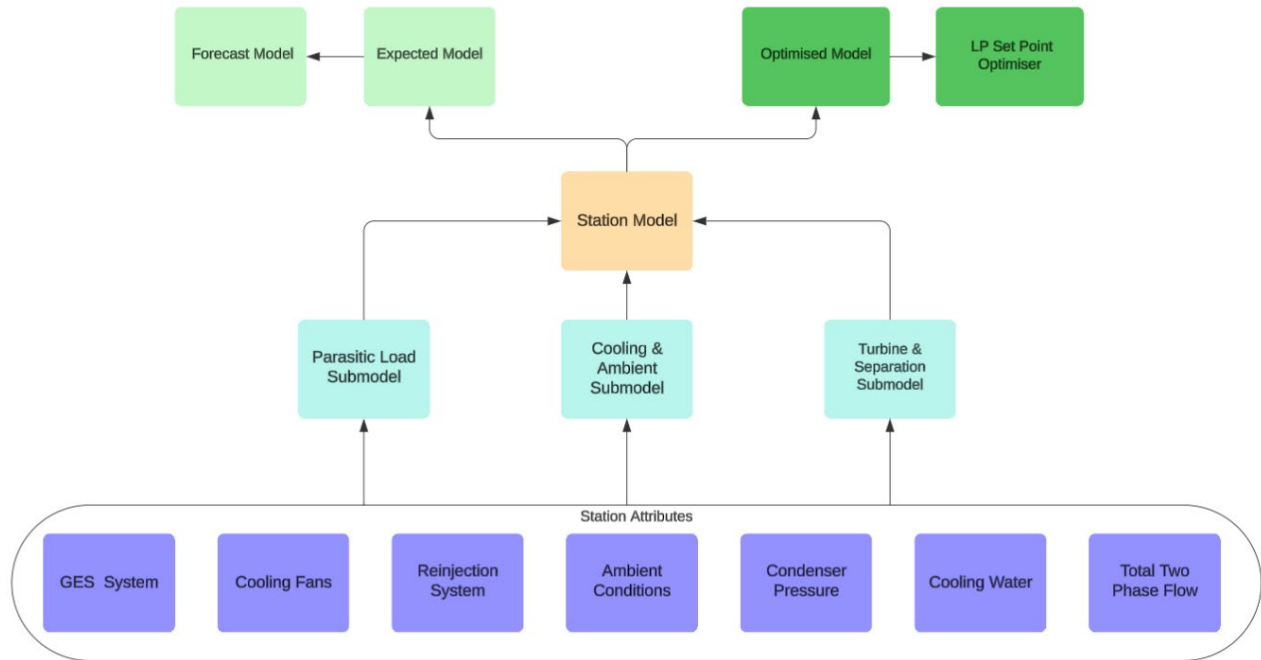 Forecast Model
Expected Model
Optimised Model
LP Set Point
Optimiser
Station Model
Parasitic Load
Submodel
Cooling &
Ambient
Submodel
Turbine &
Separation
Submodel
Station Attributes
GES System
Cooling Fans
Reinjection
System
Ambient
Conditions
Condenser
Pressure
Cooling Water
Total Two
Phase Flow